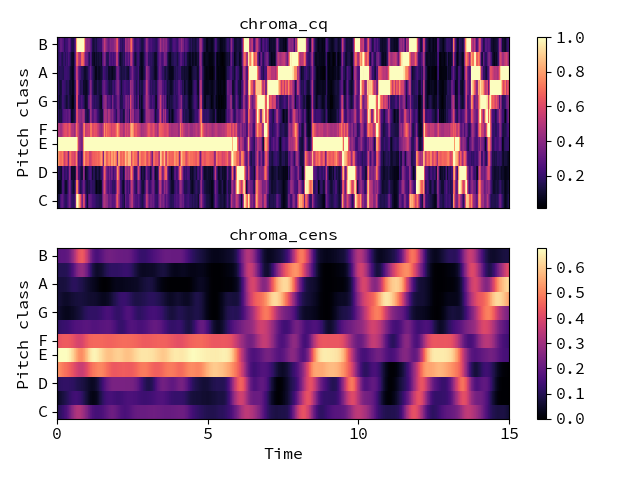 chroma_cq
Pitch class
B
A
G
F
E
D
C
1.0
0.8
0.6
0.4
0.2
chroma_cens
Pitch class
B
A
G
F
E
D
C
0.6
0.5
0.4
0.3
0.2
0.1
0.0
0 5 10 15
Time